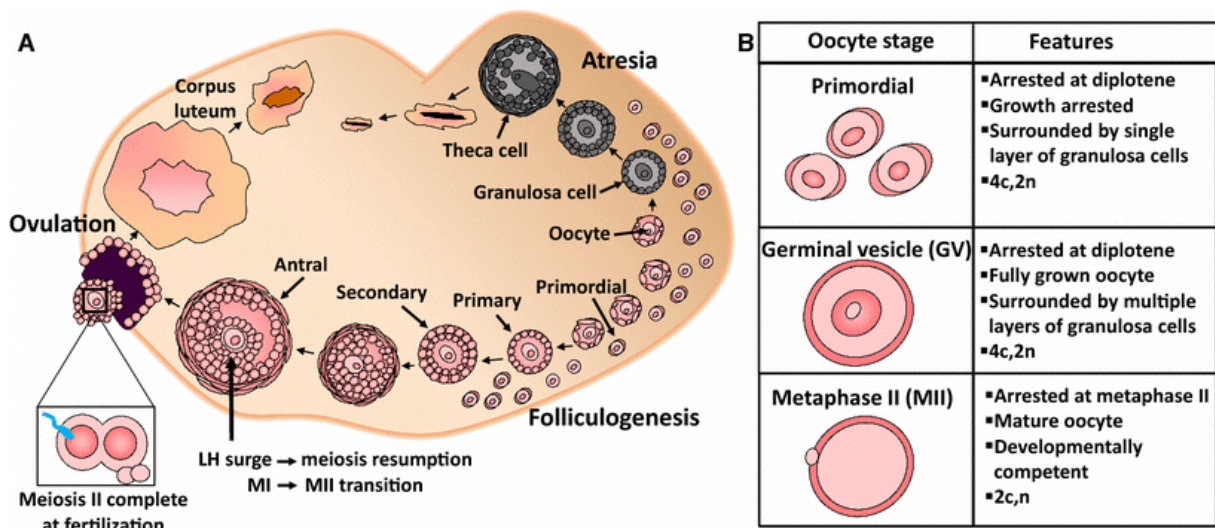 A
Corpus
luteum
Atresia
Theca cell
Granulosa cell
Ovulation
Oocyte
Antral
Secondary
Primary
Primordial
Folliculogenesis
LH surge → meiosis resumption
MI → MII transition
Meiosis II complete
at fertilization
B
Oocyte stage
Features
Primordial
▪Arrested at diplotene
▪Growth arrested
▪Surrounded by single
layer of granulosa cells
▪4c,2n
Germinal vesicle (GV)
▪Arrested at diplotene
▪Fully grown oocyte
▪Surrounded by multiple
layers of granulosa cells
▪4c,2n
Metaphase II (MII)
▪Arrested at metaphase II
▪Mature oocyte
▪Developmentally
competent
▪2c,n